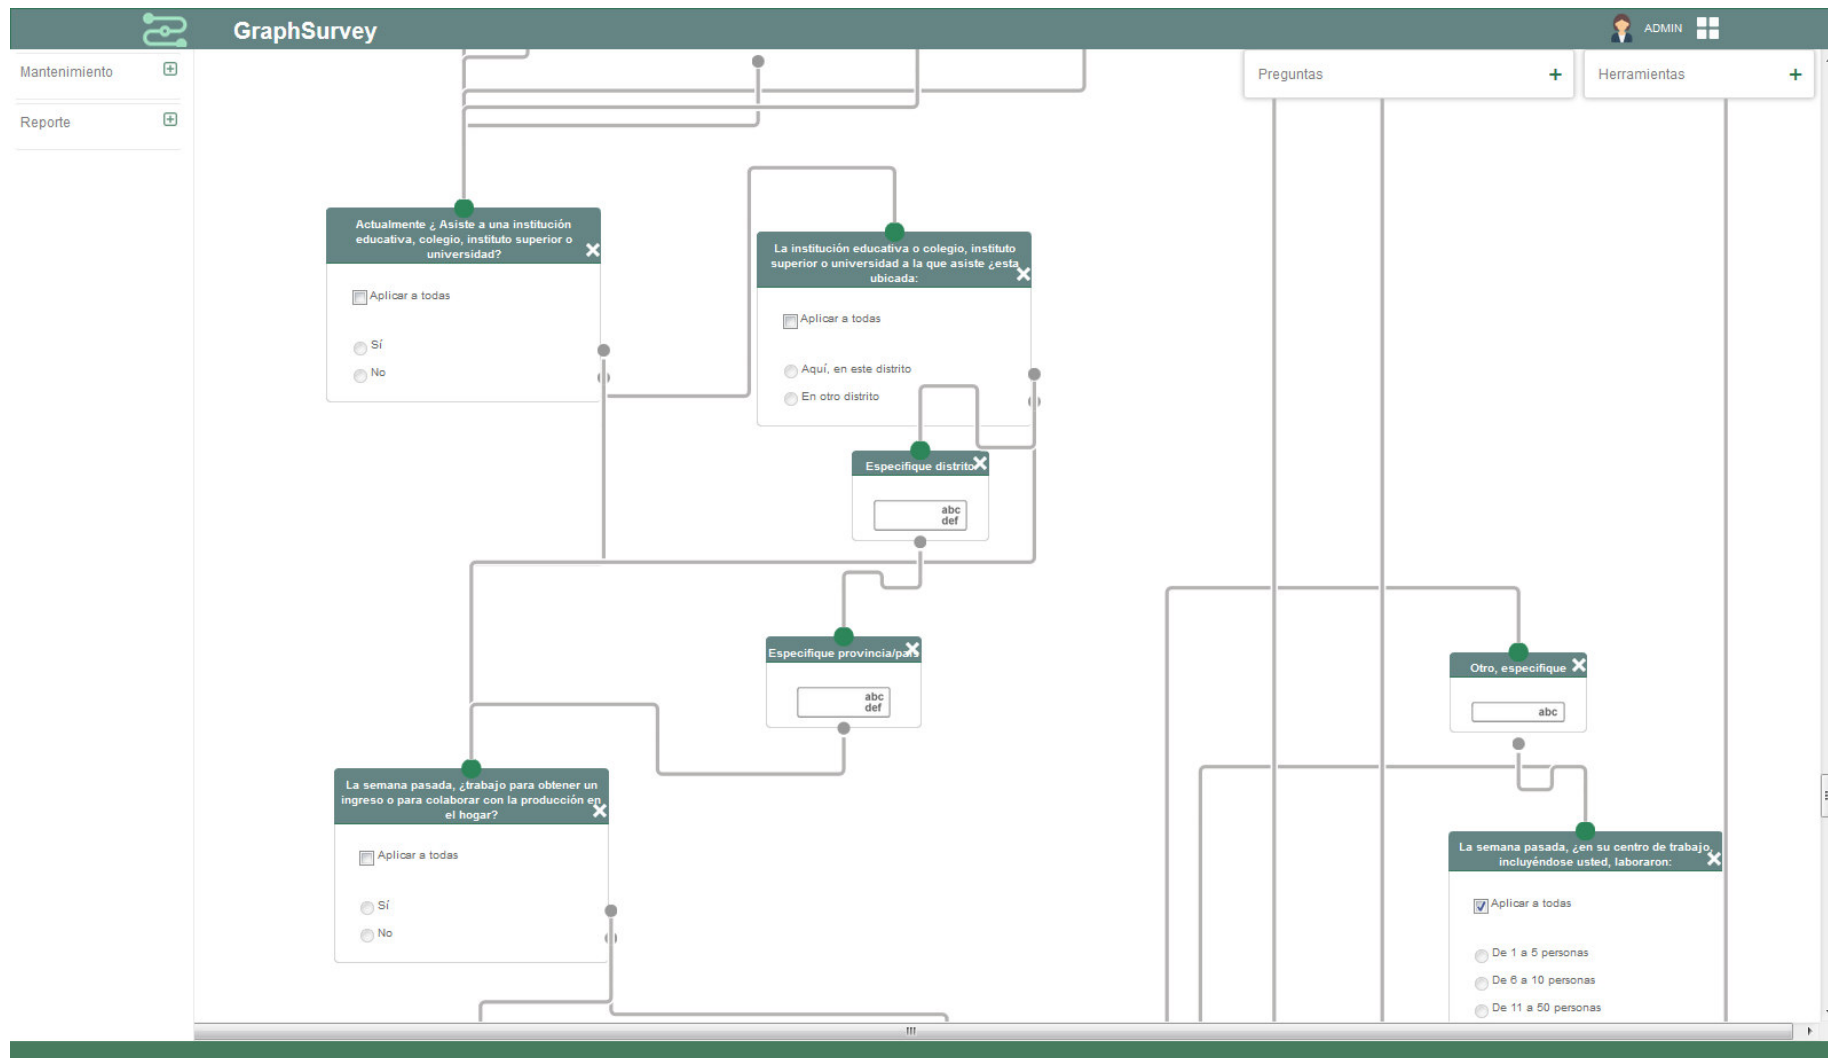 GraphSurvey
ADMIN
Mantenimiento
Reporte
Preguntas +
Herramientas +
Actualmente ¿ Asiste a una institución
educativa, colegio, instituto superior o
universidad?
Aplicar a todas
Sí
No
La institución educativa o colegio, instituto
superior o universidad a la que asiste ¿esta
ubicada:
Aplicar a todas
Aquí, en este distrito
En otro distrito
Especifique distrito
abc
def
Especifique provincia/país
abc
def
Otro, especifique
abc
La semana pasada, ¿trabajo para obtener un
ingreso o para colaborar con la producción en
el hogar?
Aplicar a todas
Sí
No
La semana pasada, ¿en su centro de trabajo,
incluyéndose usted, laboraron:
Aplicar a todas
De 1 a 5 personas
De 6 a 10 personas
De 11 a 50 personas